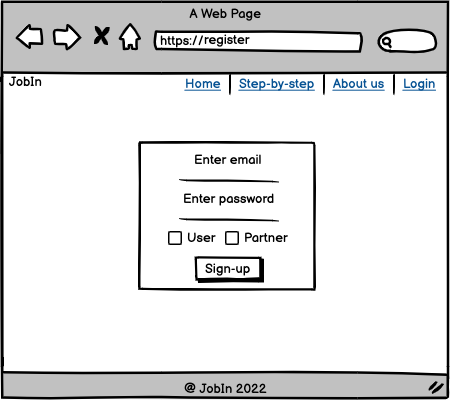 A Web Page
https://register
JobIn
Home Step-by-step About us Login
Enter email
Enter password
User Partner
Sign-up
@ JobIn 2022